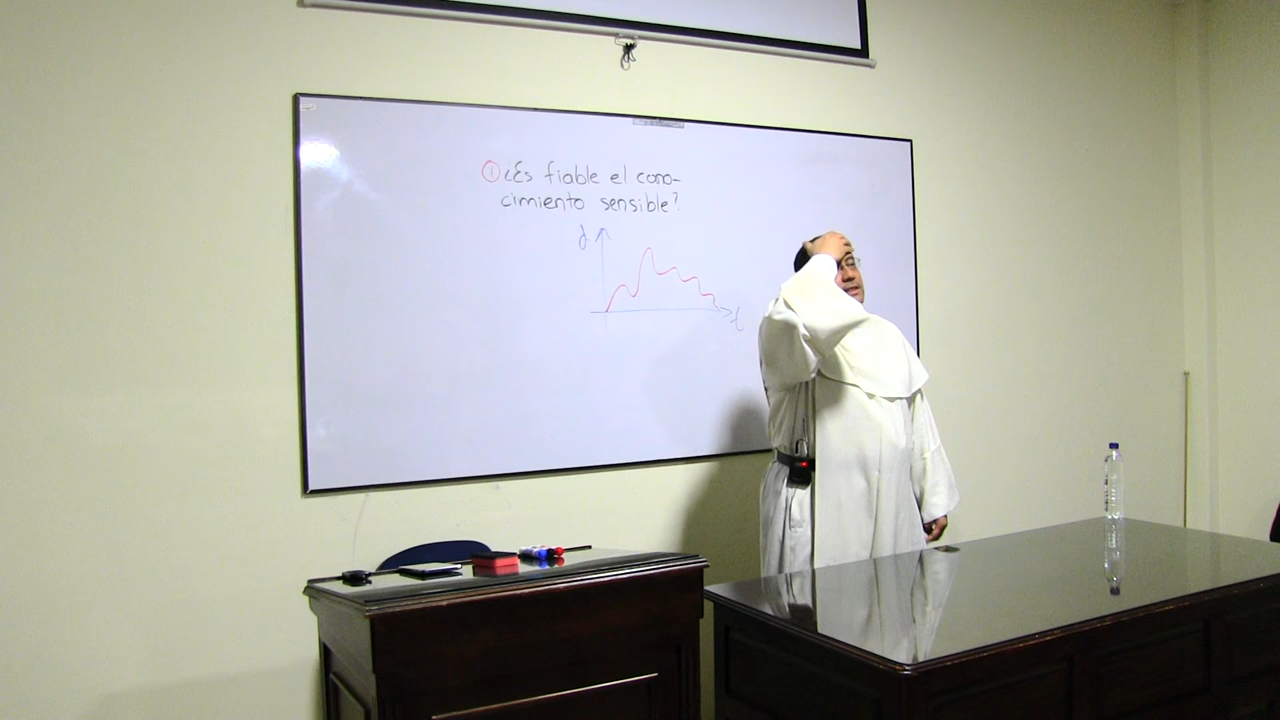 ① ¿Es fiable el cono-
cimiento sensible?
d
t